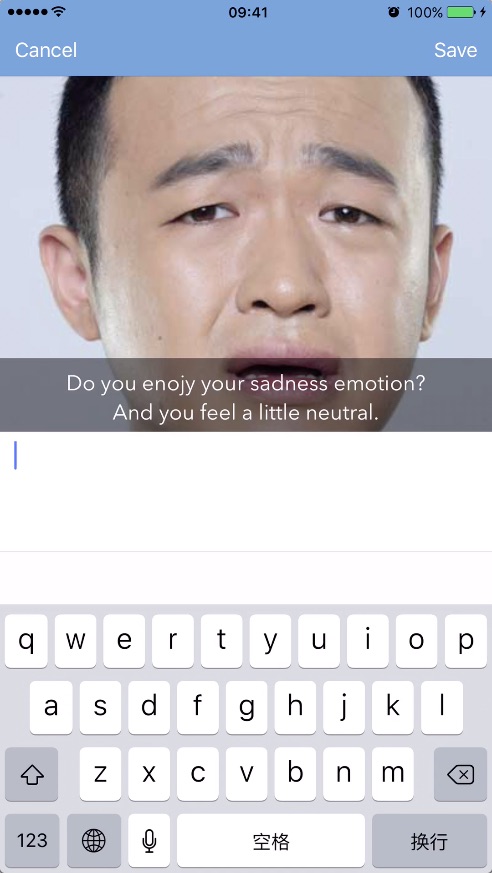 09:41
100%
Cancel
Save
Do you enojy your sadness emotion?
And you feel a little neutral.
q w e r t y u i o p
a s d f g h j k l
z x c v b n m
123
空格
换行